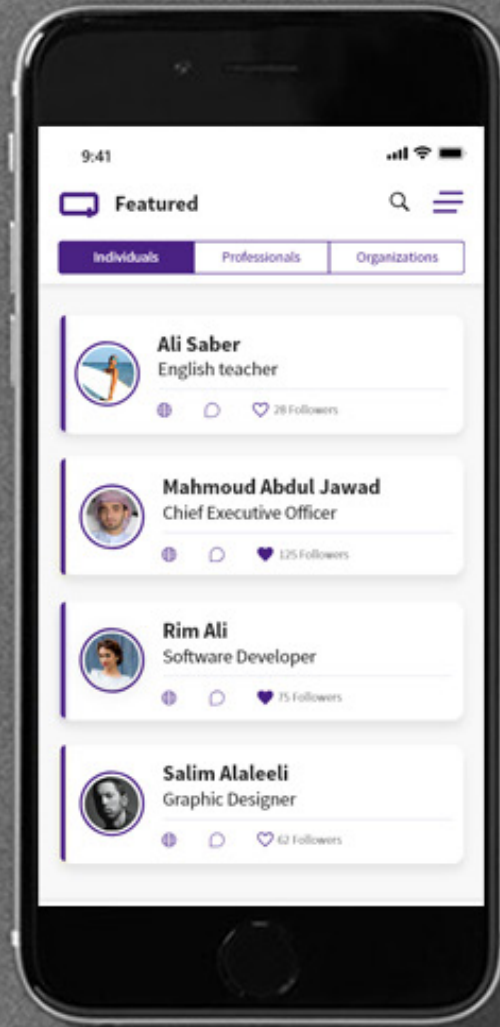 9:41
Featured
Individuals Professionals Organizations
Ali Saber
English teacher
28 Followers
Mahmoud Abdul Jawad
Chief Executive Officer
125 Followers
Rim Ali
Software Developer
75 Followers
Salim Alaleeli
Graphic Designer
62 Followers